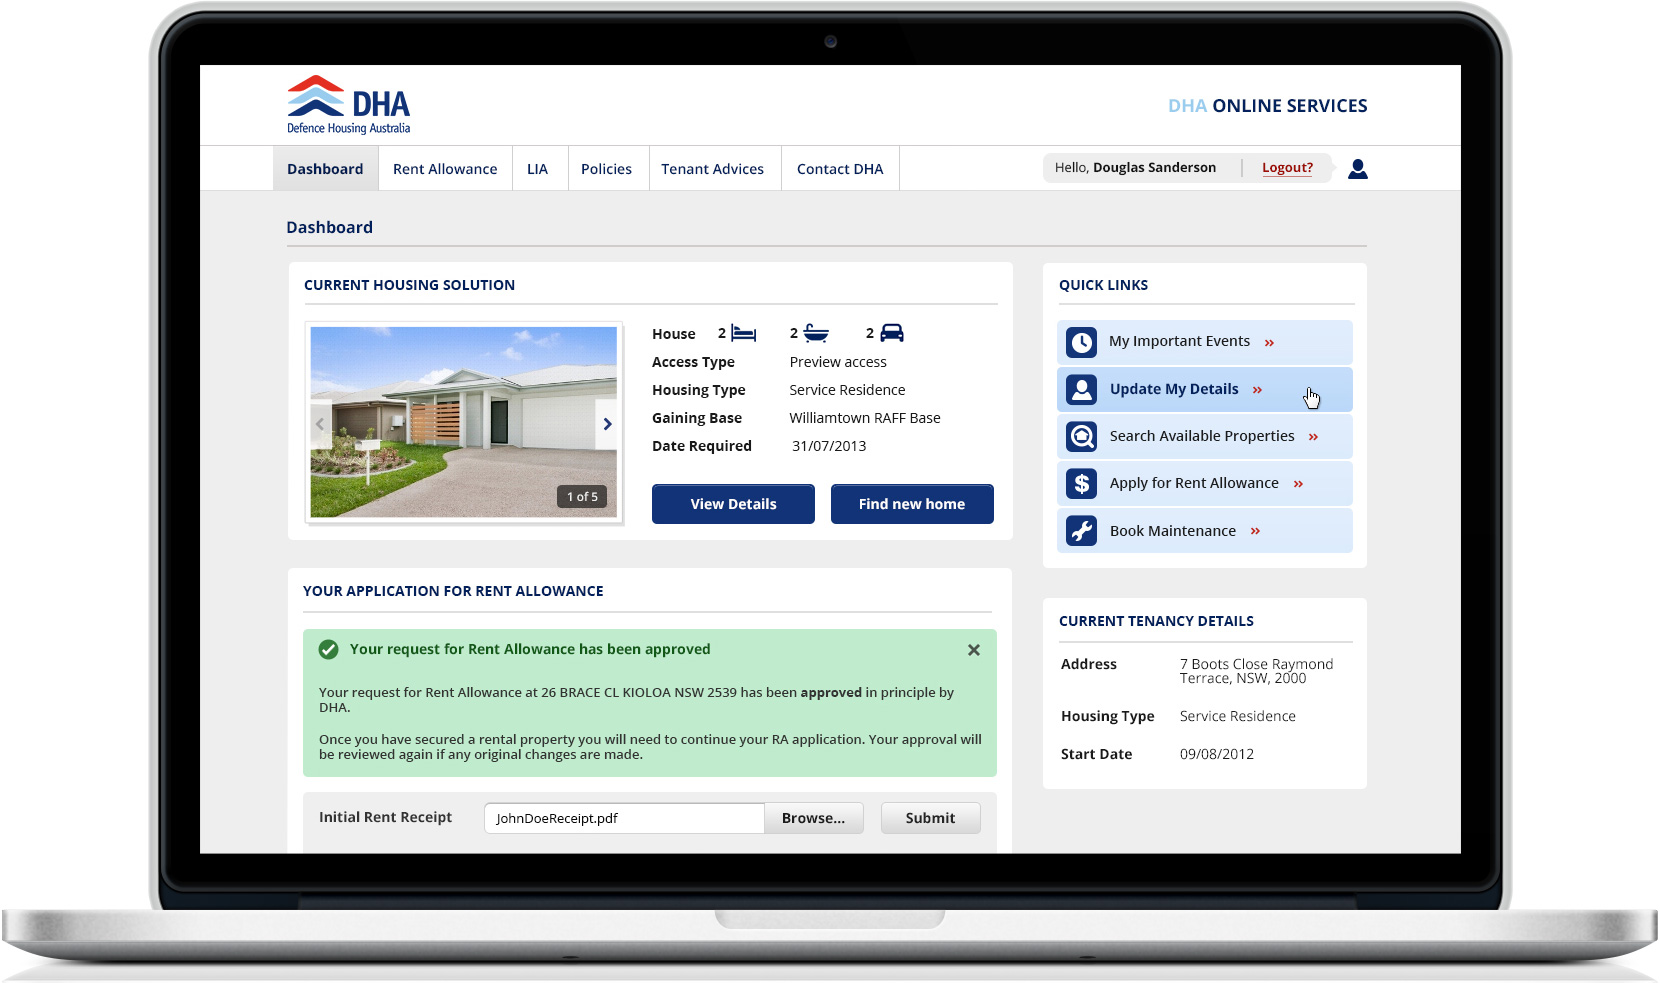 DHA
Defence Housing Australia
DHA ONLINE SERVICES
Dashboard
Rent Allowance
LIA
Policies
Tenant Advices
Contact DHA
Hello, Douglas Sanderson
Logout?
Dashboard
CURRENT HOUSING SOLUTION
1 of 5
House 2 2 2
Access Type Preview access
Housing Type Service Residence
Gaining Base Williamtown RAFF Base
Date Required 31/07/2013
View Details
Find new home
QUICK LINKS
My Important Events »
Update My Details »
Search Available Properties »
Apply for Rent Allowance »
Book Maintenance »
YOUR APPLICATION FOR RENT ALLOWANCE
Your request for Rent Allowance has been approved
Your request for Rent Allowance at 26 BRACE CL KIOLOA NSW 2539 has been approved in principle by
DHA.
Once you have secured a rental property you will need to continue your RA application. Your approval will
be reviewed again if any original changes are made.
Initial Rent Receipt
JohnDoeReceipt.pdf
Browse...
Submit
CURRENT TENANCY DETAILS
Address 7 Boots Close Raymond
Terrace, NSW, 2000
Housing Type Service Residence
Start Date 09/08/2012